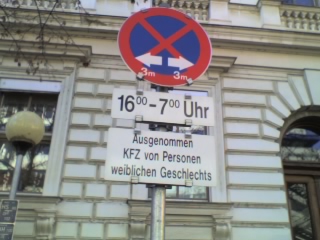 3m 3m
16⁰⁰-7⁰⁰ Uhr
Ausgenommen
KFZ von Personen
weiblichen Geschlechts